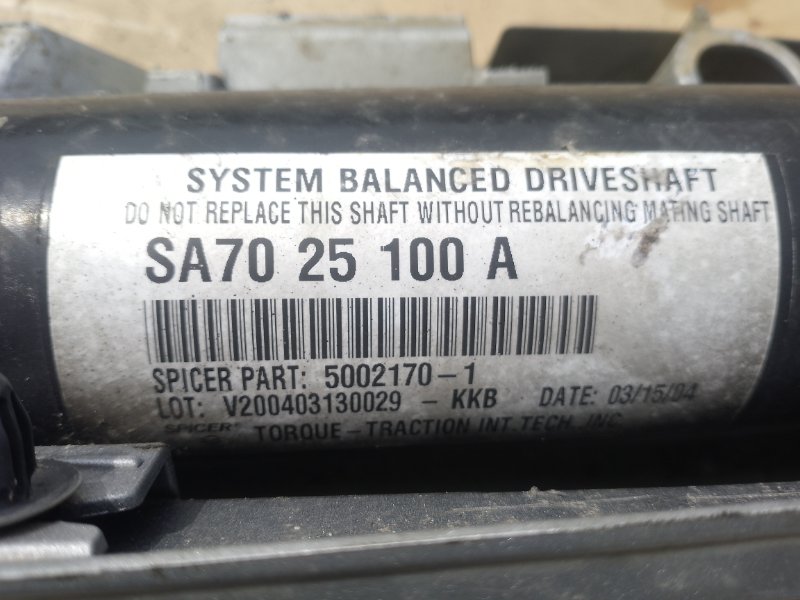 SYSTEM BALANCED DRIVESHAFT
DO NOT REPLACE THIS SHAFT WITHOUT REBALANCING MATING SHAFT
SA70 25 100 A
SPICER PART: 5002170-1
LOT: V200403130029 -KKB DATE: 03/15/04
SPICER® TORQUE-TRACTION INT.TECH, INC.